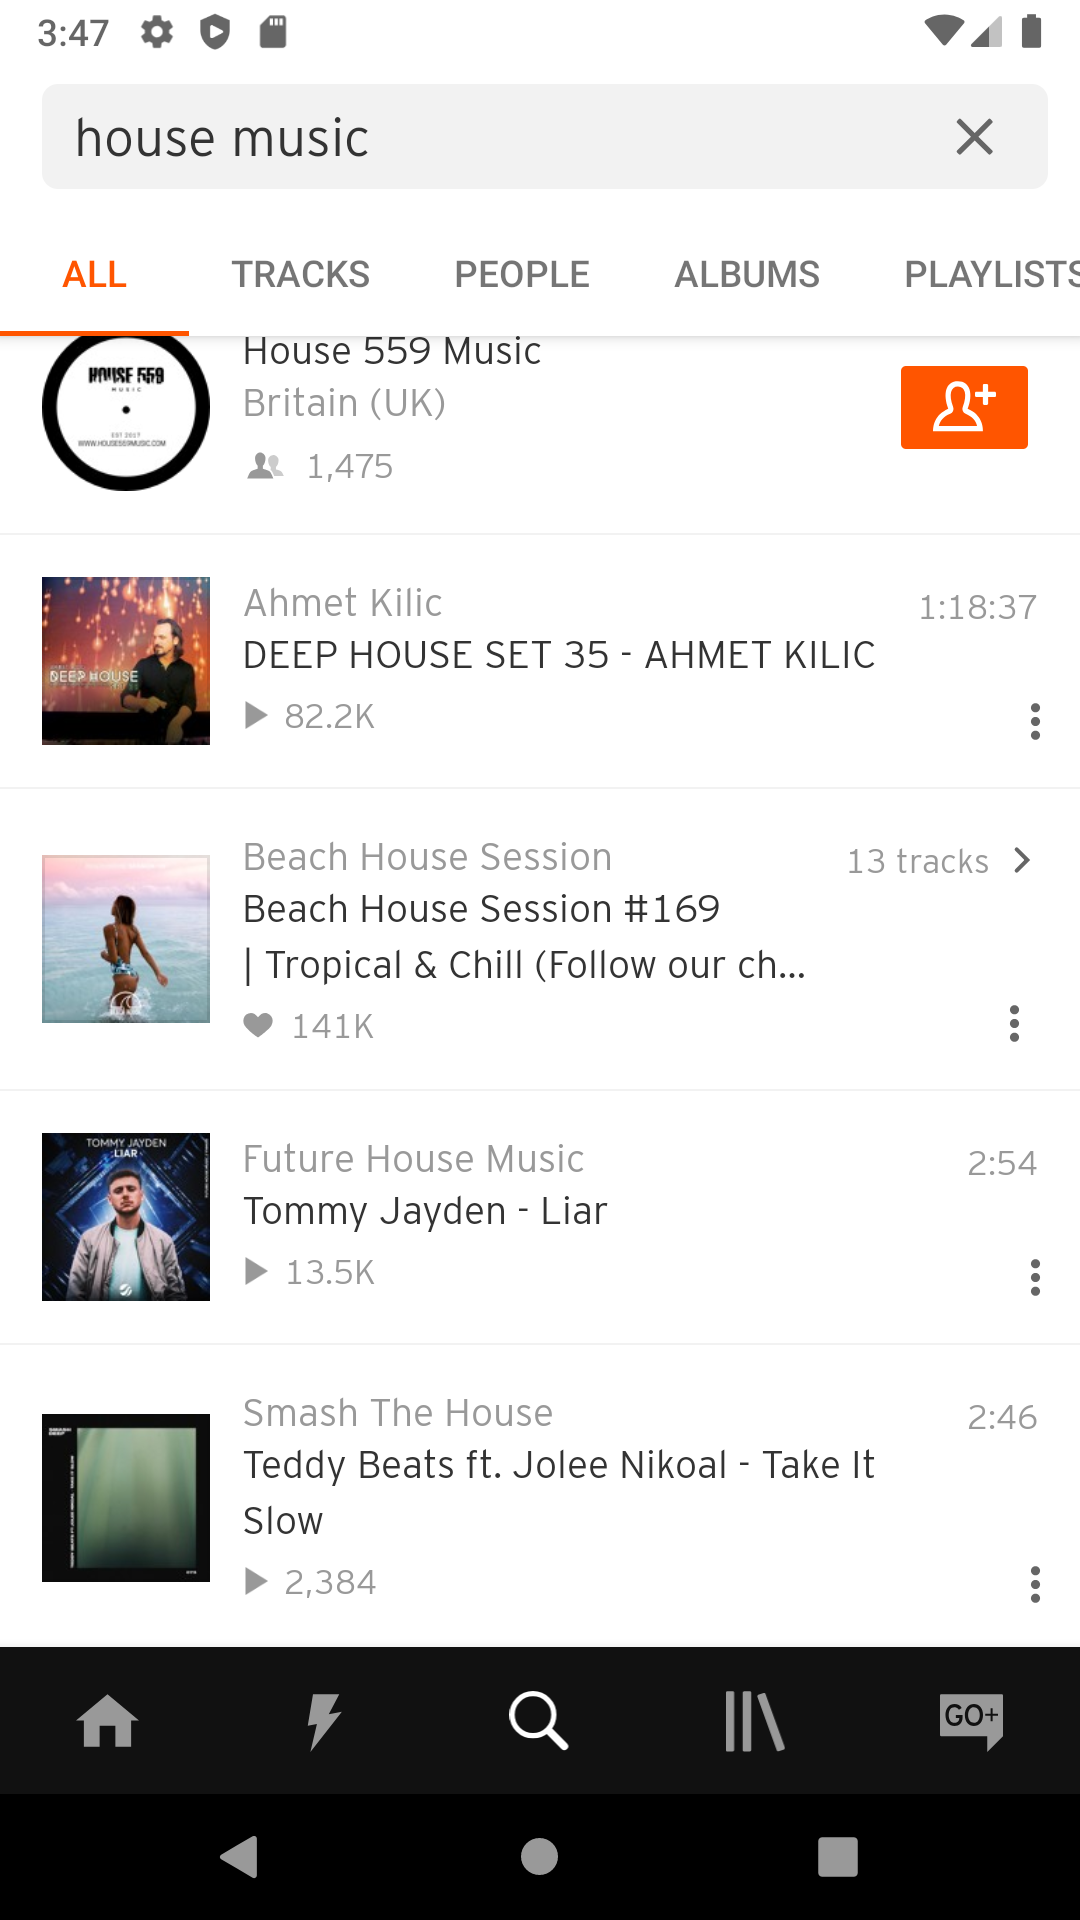 3:47
house music
ALL TRACKS PEOPLE ALBUMS PLAYLISTS
HOUSE 559
MUSIC
EST 2017
WWW.HOUSE559MUSIC.COM
House 559 Music
Britain (UK)
1,475
DEEP HOUSE
Ahmet Kilic
1:18:37
DEEP HOUSE SET 35 - AHMET KILIC
82.2K
Beach House Session
13 tracks
Beach House Session #169
| Tropical & Chill (Follow our ch...
141K
TOMMY JAYDEN
LIAR
Future House Music
2:54
Tommy Jayden - Liar
13.5K
Smash The House
2:46
Teddy Beats ft. Jolee Nikoal - Take It
Slow
2,384
GO+